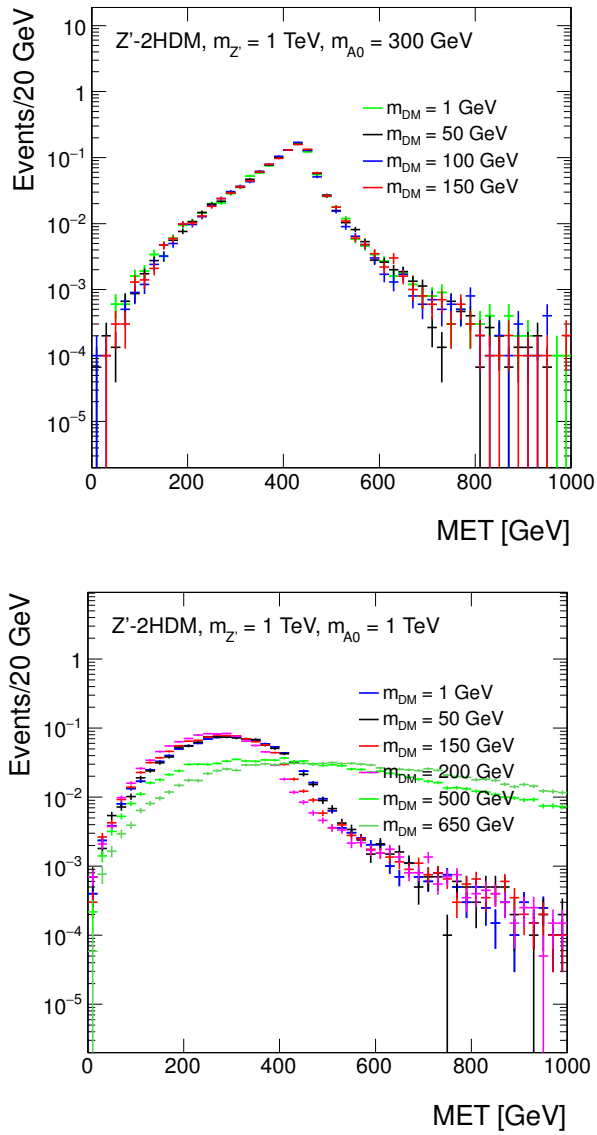 Z'-2HDM, m_Z' = 1 TeV, m_A0 = 300 GeV
Events/20 GeV
m_DM = 1 GeV
m_DM = 50 GeV
m_DM = 100 GeV
m_DM = 150 GeV
10
1
10^-1
10^-2
10^-3
10^-4
10^-5
0 200 400 600 800 1000
MET [GeV]
Z'-2HDM, m_Z' = 1 TeV, m_A0 = 1 TeV
Events/20 GeV
m_DM = 1 GeV
m_DM = 50 GeV
m_DM = 150 GeV
m_DM = 200 GeV
m_DM = 500 GeV
m_DM = 650 GeV
1
10^-1
10^-2
10^-3
10^-4
10^-5
0 200 400 600 800 1000
MET [GeV]